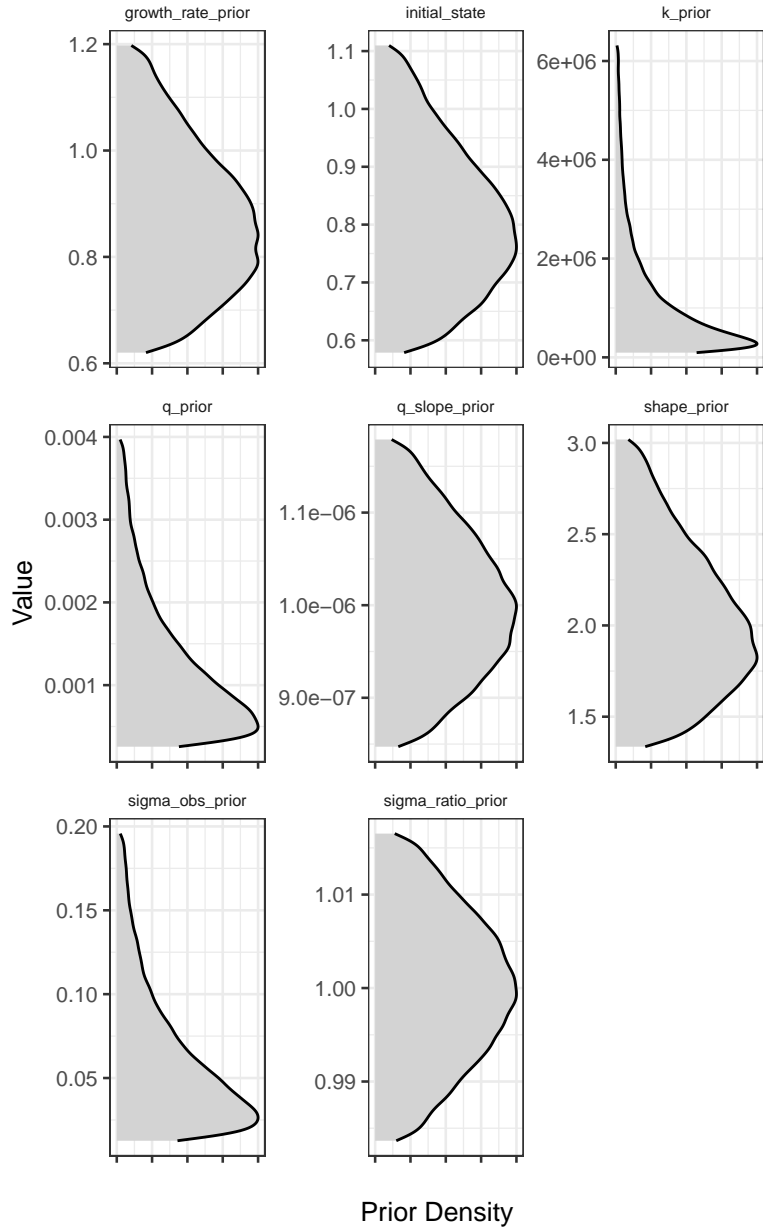 growth_rate_prior
initial_state
k_prior
1.2
1.0
0.8
0.6
1.1
1.0
0.9
0.8
0.7
0.6
6e+06
4e+06
2e+06
0e+00
q_prior
q_slope_prior
shape_prior
0.004
0.003
0.002
0.001
1.1e−06
1.0e−06
9.0e−07
3.0
2.5
2.0
1.5
Value
sigma_obs_prior
sigma_ratio_prior
0.20
0.15
0.10
0.05
1.01
1.00
0.99
Prior Density